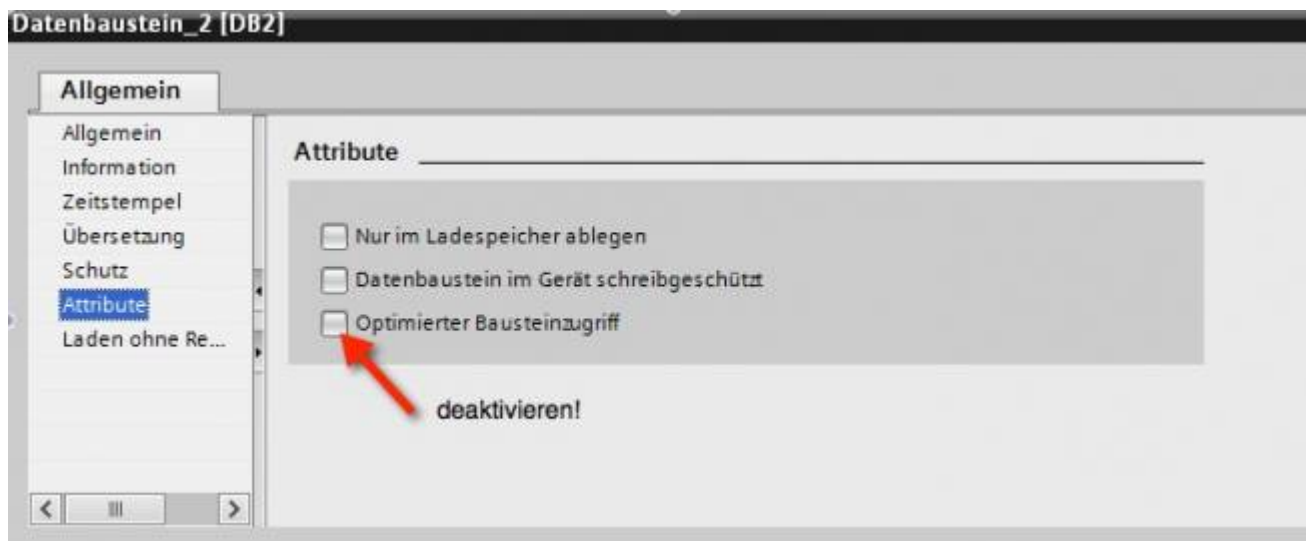 Datenbaustein_2 [DB2]
Allgemein
Allgemein
Information
Zeitstempel
Übersetzung
Schutz
Attribute
Laden ohne Re...
Attribute
Nur im Ladespeicher ablegen
Datenbaustein im Gerät schreibgeschützt
Optimierter Bausteinzugriff
deaktivieren!